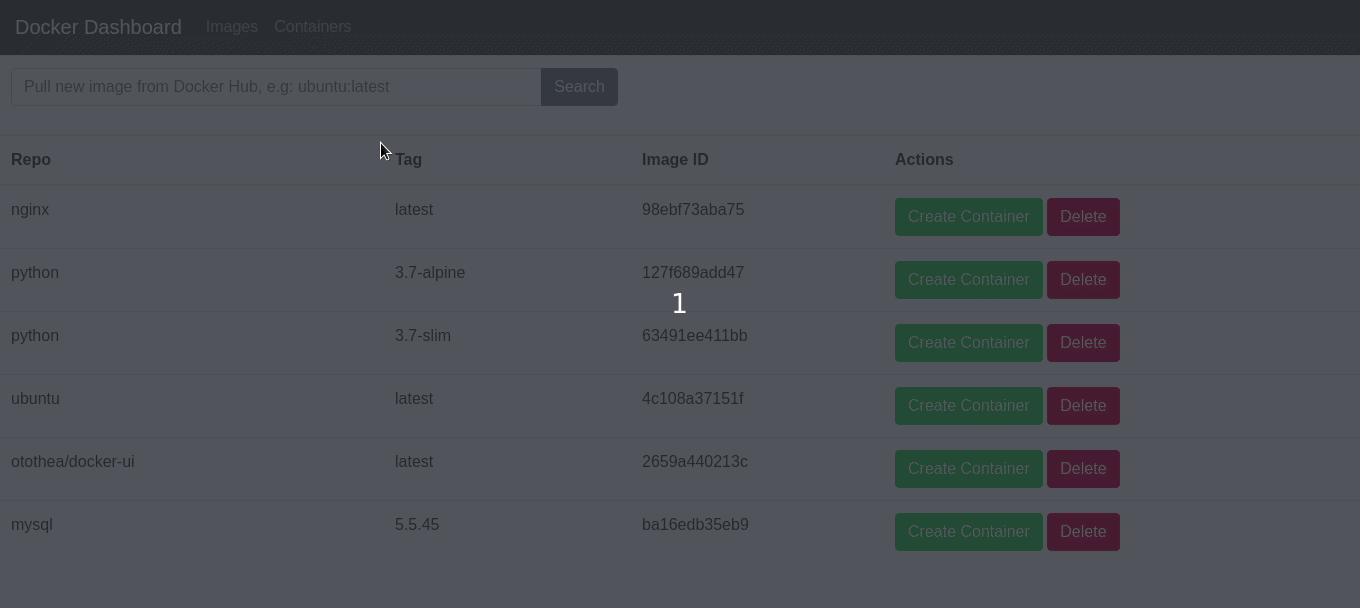 Docker Dashboard Images Containers
Pull new image from Docker Hub, e.g: ubuntu:latest Search
Repo Tag Image ID Actions
nginx latest 98ebf73aba75 Create Container Delete
python 3.7-alpine 127f689add47 Create Container Delete
1
python 3.7-slim 63491ee411bb Create Container Delete
ubuntu latest 4c108a37151f Create Container Delete
otothea/docker-ui latest 2659a440213c Create Container Delete
mysql 5.5.45 ba16edb35eb9 Create Container Delete